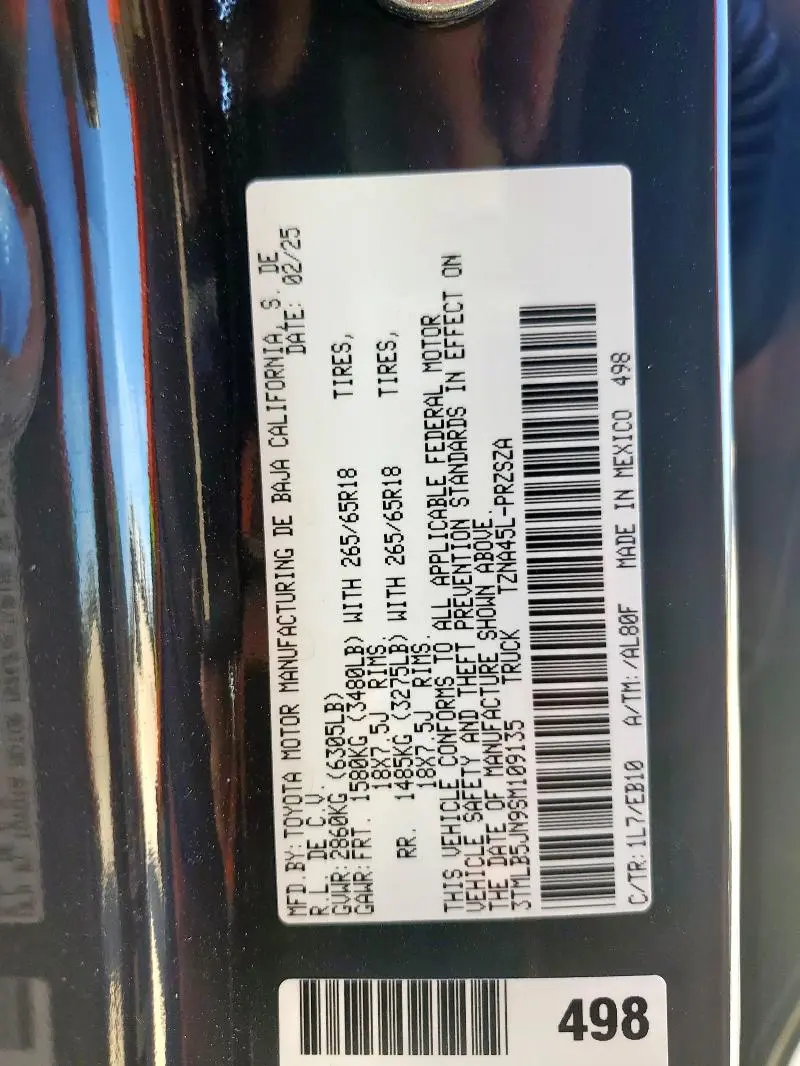 MFD.BY:TOYOTA MOTOR MANUFACTURING DE BAJA CALIFORNIA, S. DE
R.L. DE C.V. DATE: 02/25
GVWR:2860KG (6305LB)
GAWR:FRT. 1580KG (3480LB) WITH 265/65R18 TIRES,
18X7.5J RIMS,
RR. 1485KG (3275LB) WITH 265/65R18 TIRES,
18X7.5J RIMS.
THIS VEHICLE CONFORMS TO ALL APPLICABLE FEDERAL MOTOR
VEHICLE SAFETY AND THEFT PREVENTION STANDARDS IN EFFECT ON
THE DATE OF MANUFACTURE SHOWN ABOVE.
3TMLB5JN9SM109135 TRUCK TZNA45L-PRZSZA
C/TR:1L7/EB10 A/TM:/AL80F MADE IN MEXICO 498
498